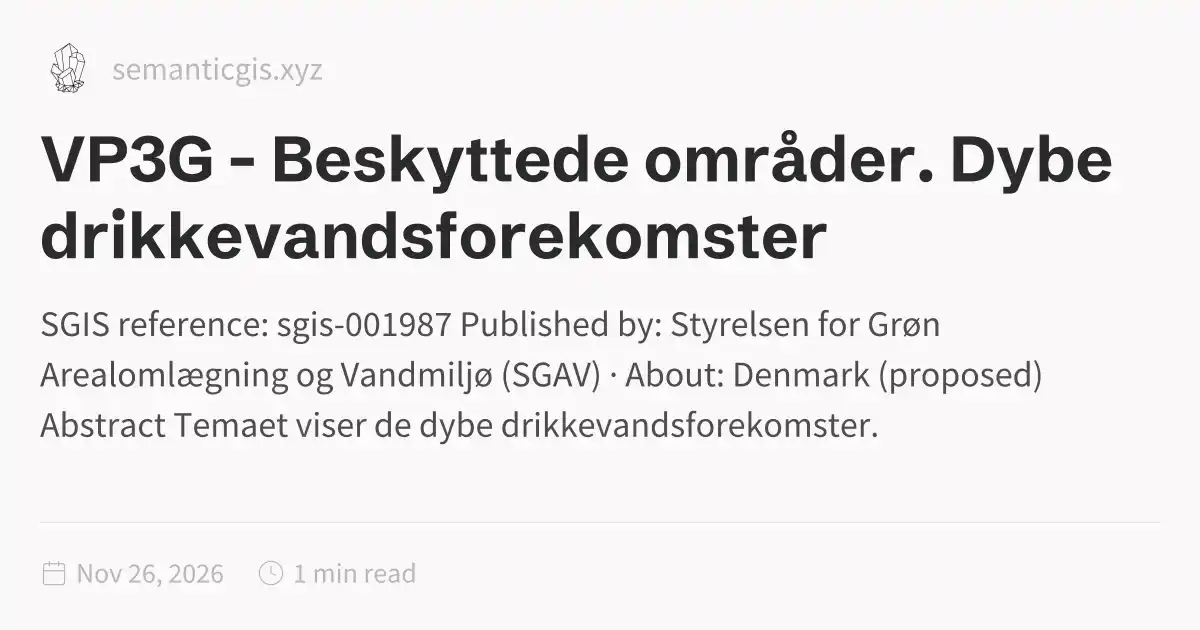 semanticgis.xyz
VP3G - Beskyttede områder. Dybe
drikkevandsforekomster
SGIS reference: sgis-001987 Published by: Styrelsen for Grøn
Arealomlægning og Vandmiljø (SGAV) · About: Denmark (proposed)
Abstract Temaet viser de dybe drikkevandsforekomster.
Nov 26, 2026 1 min read